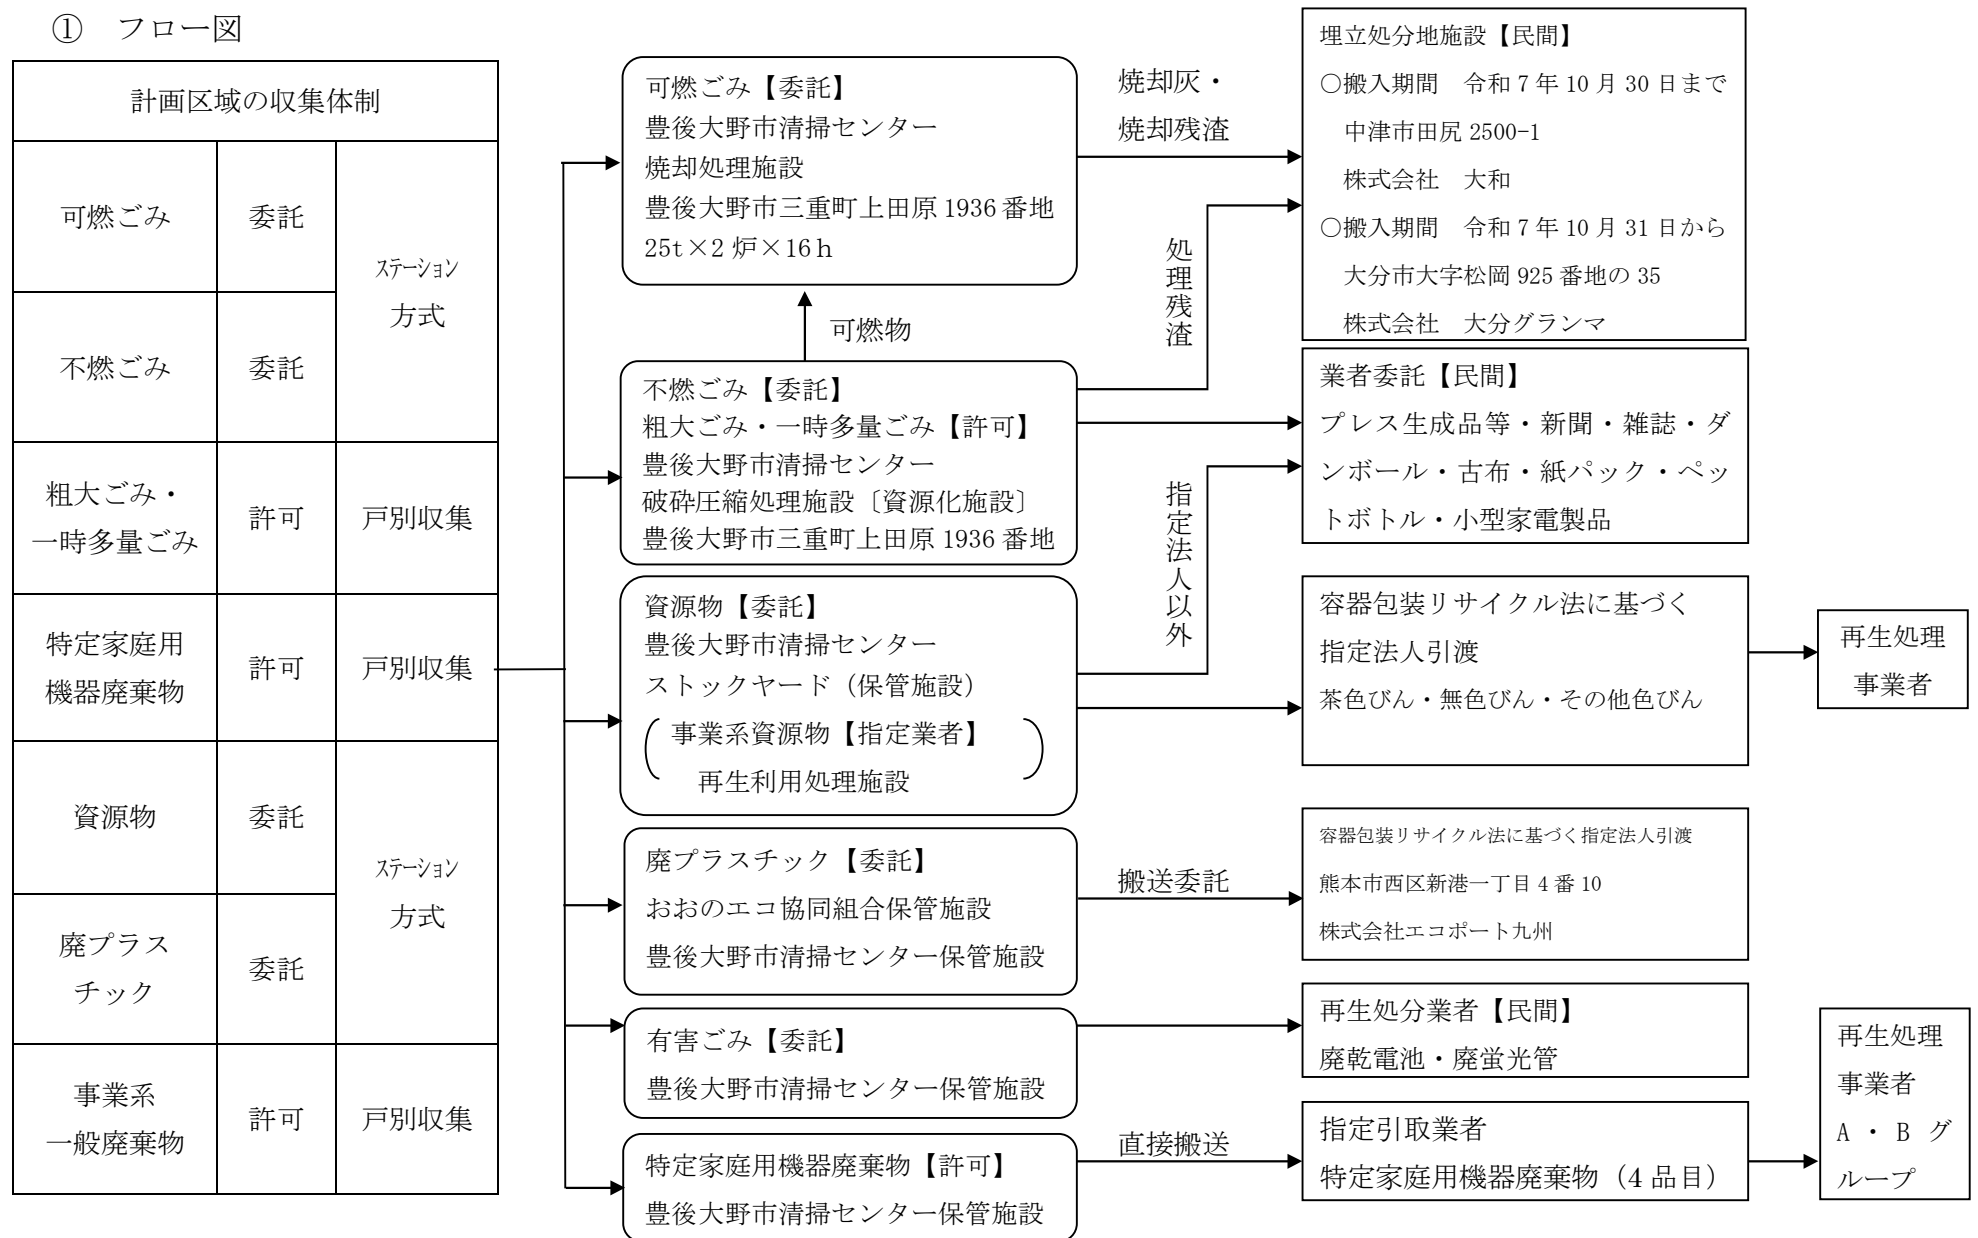 ① フロー図
計画区域の収集体制
可燃ごみ
委託
ステーション
方式
不燃ごみ
委託
粗大ごみ・
一時多量ごみ
許可
戸別収集
特定家庭用
機器廃棄物
許可
戸別収集
資源物
委託
ステーション
方式
廃プラス
チック
委託
事業系
一般廃棄物
許可
戸別収集
可燃ごみ【委託】
豊後大野市清掃センター
焼却処理施設
豊後大野市三重町上田原 1936 番地
25t×2 炉×16h
可燃物
不燃ごみ【委託】
粗大ごみ・一時多量ごみ【許可】
豊後大野市清掃センター
破砕圧縮処理施設〔資源化施設〕
豊後大野市三重町上田原 1936 番地
資源物【委託】
豊後大野市清掃センター
ストックヤード（保管施設）
事業系資源物【指定業者】
再生利用処理施設
廃プラスチック【委託】
おおのエコ協同組合保管施設
豊後大野市清掃センター保管施設
有害ごみ【委託】
豊後大野市清掃センター保管施設
特定家庭用機器廃棄物【許可】
豊後大野市清掃センター保管施設
焼却灰・
焼却残渣
処理残渣
指定法人以外
搬送委託
直接搬送
埋立処分地施設【民間】
○搬入期間 令和 7 年 10 月 30 日まで
中津市田尻 2500-1
株式会社 大和
○搬入期間 令和 7 年 10 月 31 日から
大分市大字松岡 925 番地の 35
株式会社 大分グランマ
業者委託【民間】
プレス生成品等・新聞・雑誌・ダ
ンボール・古布・紙パック・ペッ
トボトル・小型家電製品
容器包装リサイクル法に基づく
指定法人引渡
茶色びん・無色びん・その他色びん
再生処理
事業者
容器包装リサイクル法に基づく指定法人引渡
熊本市西区新港一丁目 4 番 10
株式会社エコポート九州
再生処分業者【民間】
廃乾電池・廃蛍光管
指定引取業者
特定家庭用機器廃棄物（4 品目）
再生処理
事業者
A ・ B グ
ループ